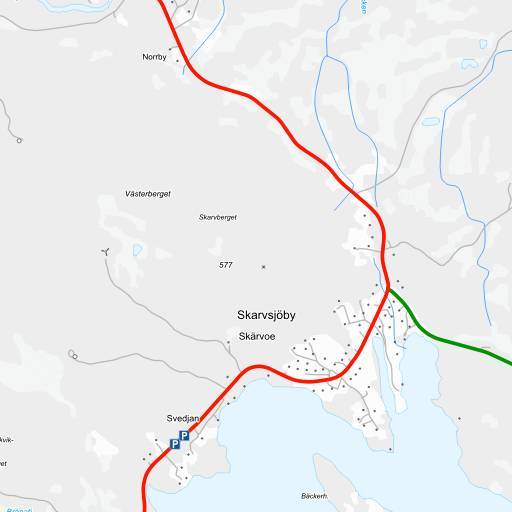 Norrby
Västerberget
Skarvberget
577
Skarvsjöby
Skärvoe
Svedjan
P
P
Bäckerh.